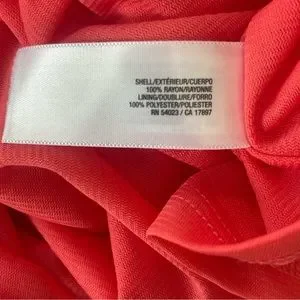 SHELL/EXTÉRIEUR/CUERPO
100% RAYON/RAYONNE
LINING/DOUBLURE/FORRO
100% POLYESTER/POLIESTER
RN 54023 / CA 17897